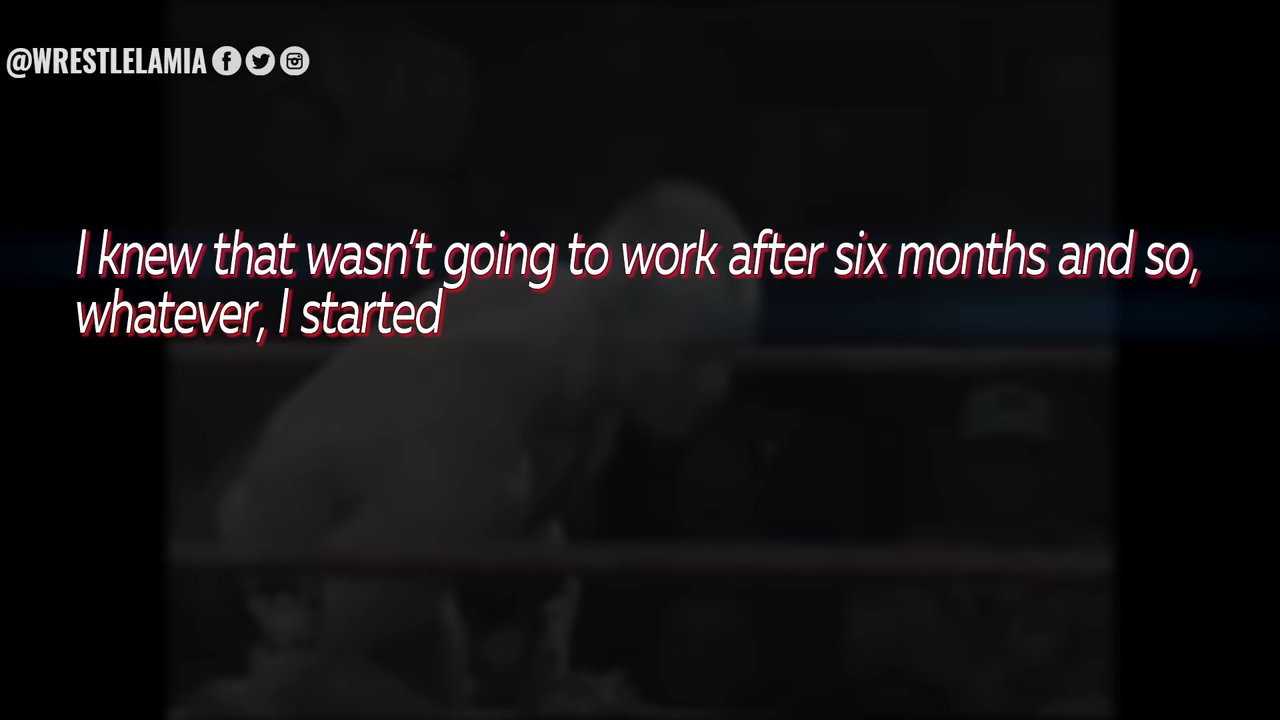 @WRESTLELAMIA
I knew that wasn't going to work after six months and so,
whatever, I started